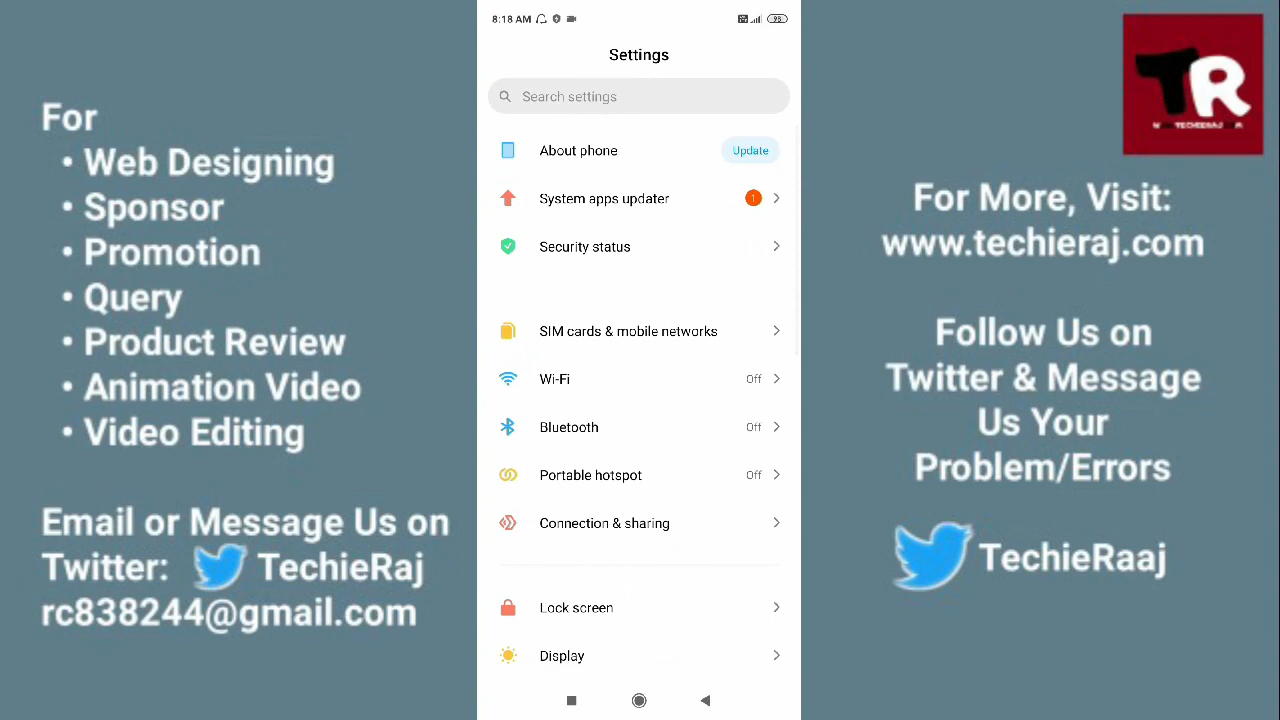 For
• Web Designing
• Sponsor
• Promotion
• Query
• Product Review
• Animation Video
• Video Editing
Email or Message Us on
Twitter: TechieRaj
rc838244@gmail.com
8:18 AM
98
Settings
Search settings
About phone
Update
System apps updater
1
Security status
SIM cards & mobile networks
Wi-Fi
Off
Bluetooth
Off
Portable hotspot
Off
Connection & sharing
Lock screen
Display
TR
For More, Visit:
www.techieraj.com
Follow Us on
Twitter & Message
Us Your
Problem/Errors
TechieRaaj